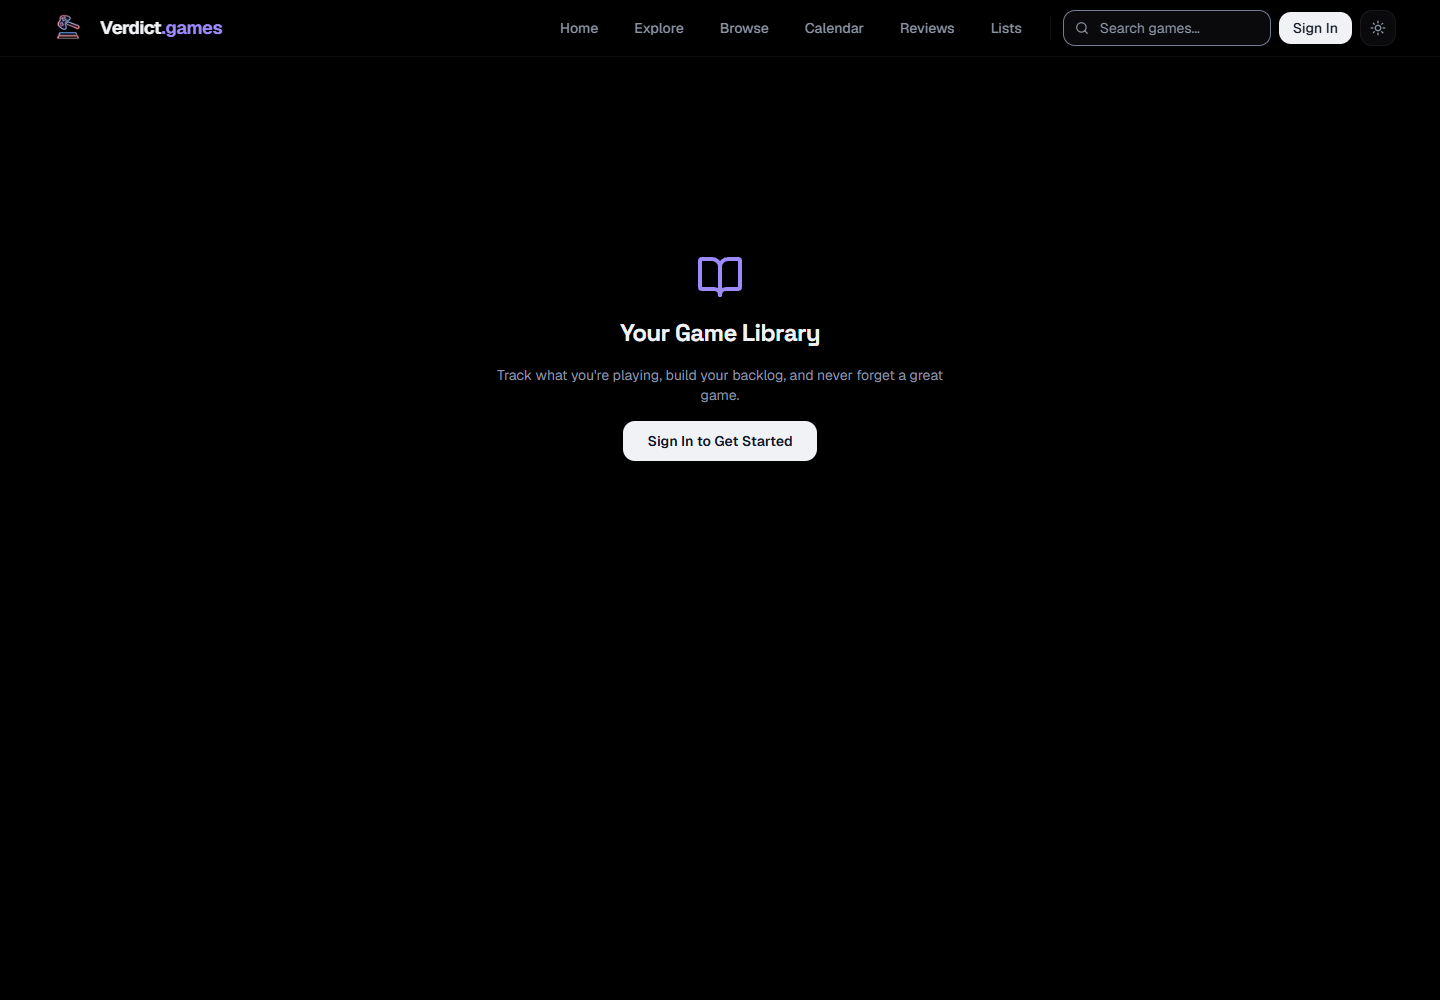 Verdict.games
Home Explore Browse Calendar Reviews Lists Search games... Sign In
Your Game Library
Track what you're playing, build your backlog, and never forget a great
game.
Sign In to Get Started